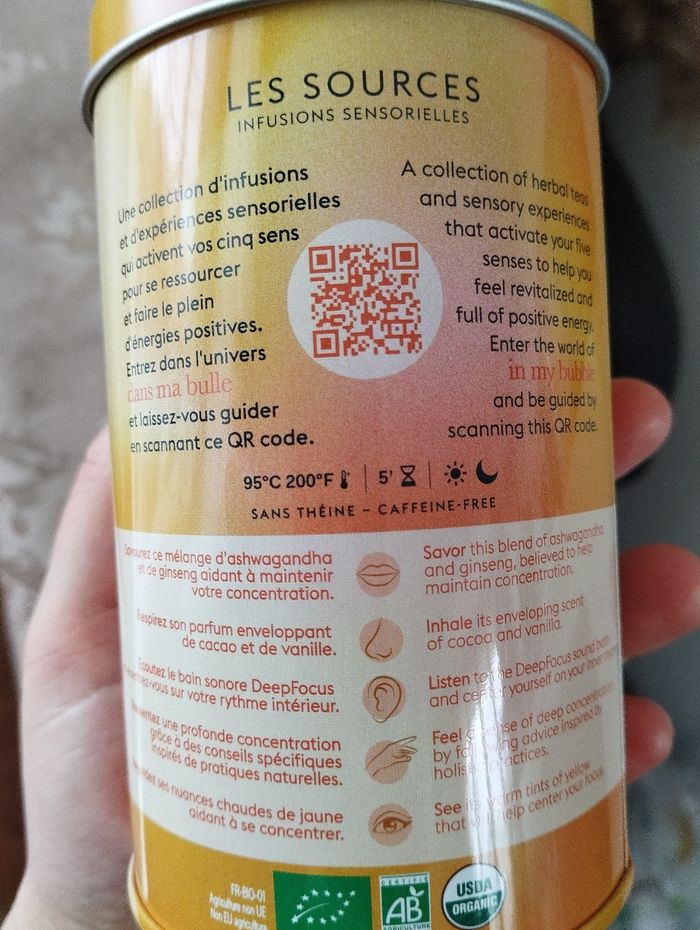 LES SOURCES
INFUSIONS SENSORIELLES
Une collection d'infusions
et d'expériences sensorielles
qui activent vos cinq sens
pour se ressourcer
et faire le plein
d'énergies positives.
Entrez dans l'univers
dans ma bulle
et laissez-vous guider
en scannant ce QR code.
A collection of herbal teas
and sensory experiences
that activate your five
senses to help you
feel revitalized and
full of positive energy.
Enter the world of
in my bubble
and be guided by
scanning this QR code.
95°C 200°F 5'
SANS THÉINE – CAFFEINE-FREE
Savourez ce mélange d'ashwagandha
et de ginseng aidant à maintenir
votre concentration.
Respirez son parfum enveloppant
de cacao et de vanille.
Écoutez le bain sonore DeepFocus
sur votre rythme intérieur.
une profonde concentration
grâce à des conseils spécifiques
inspirés de pratiques naturelles.
ses nuances chaudes de jaune
aidant à se concentrer.
Savor this blend of ashwagandha
and ginseng, believed to help
maintain concentration.
Inhale its enveloping scent
of cocoa and vanilla.
Listen to the DeepFocus sound bath
and center yourself on your inner
Feel a sense of deep concentration
by advice inspired by
holistic practices.
See its warm tints of yellow
that help center your focus.
FR-BIO-01
Agriculture non UE
Non EU agriculture
CERTIFIÉ
AB
AGRICULTURE
USDA
ORGANIC